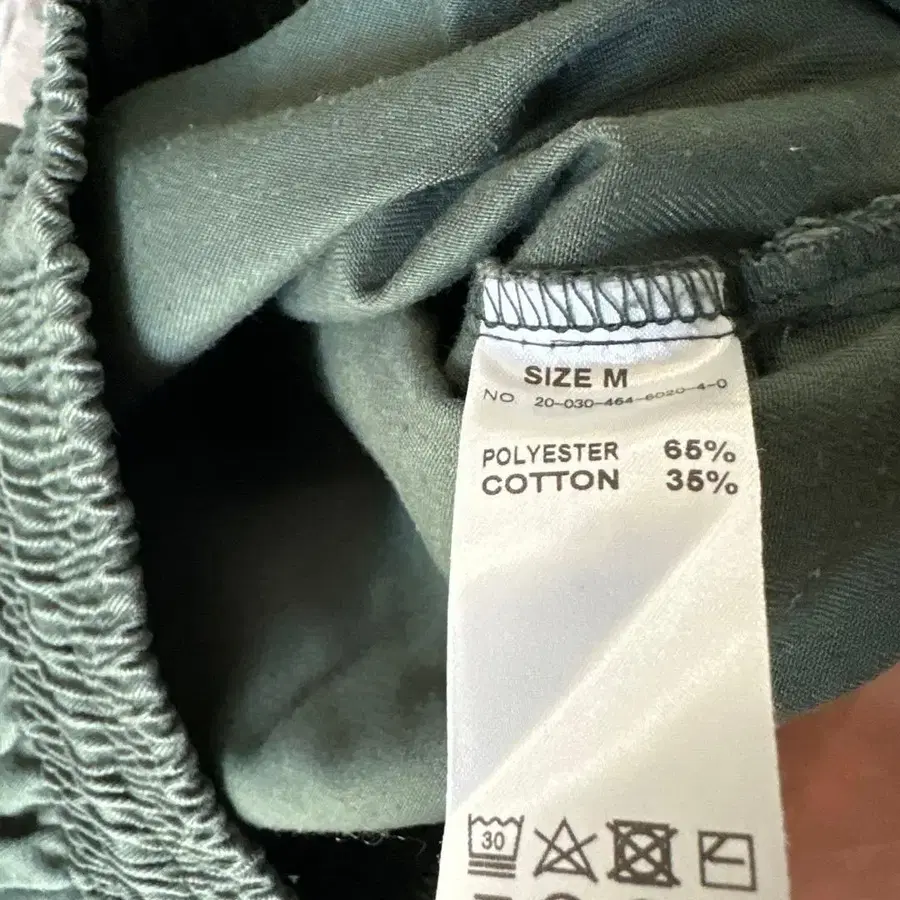 SIZE M
NO. 20-030-464-6020-4-0
POLYESTER 65%
COTTON 35%
30